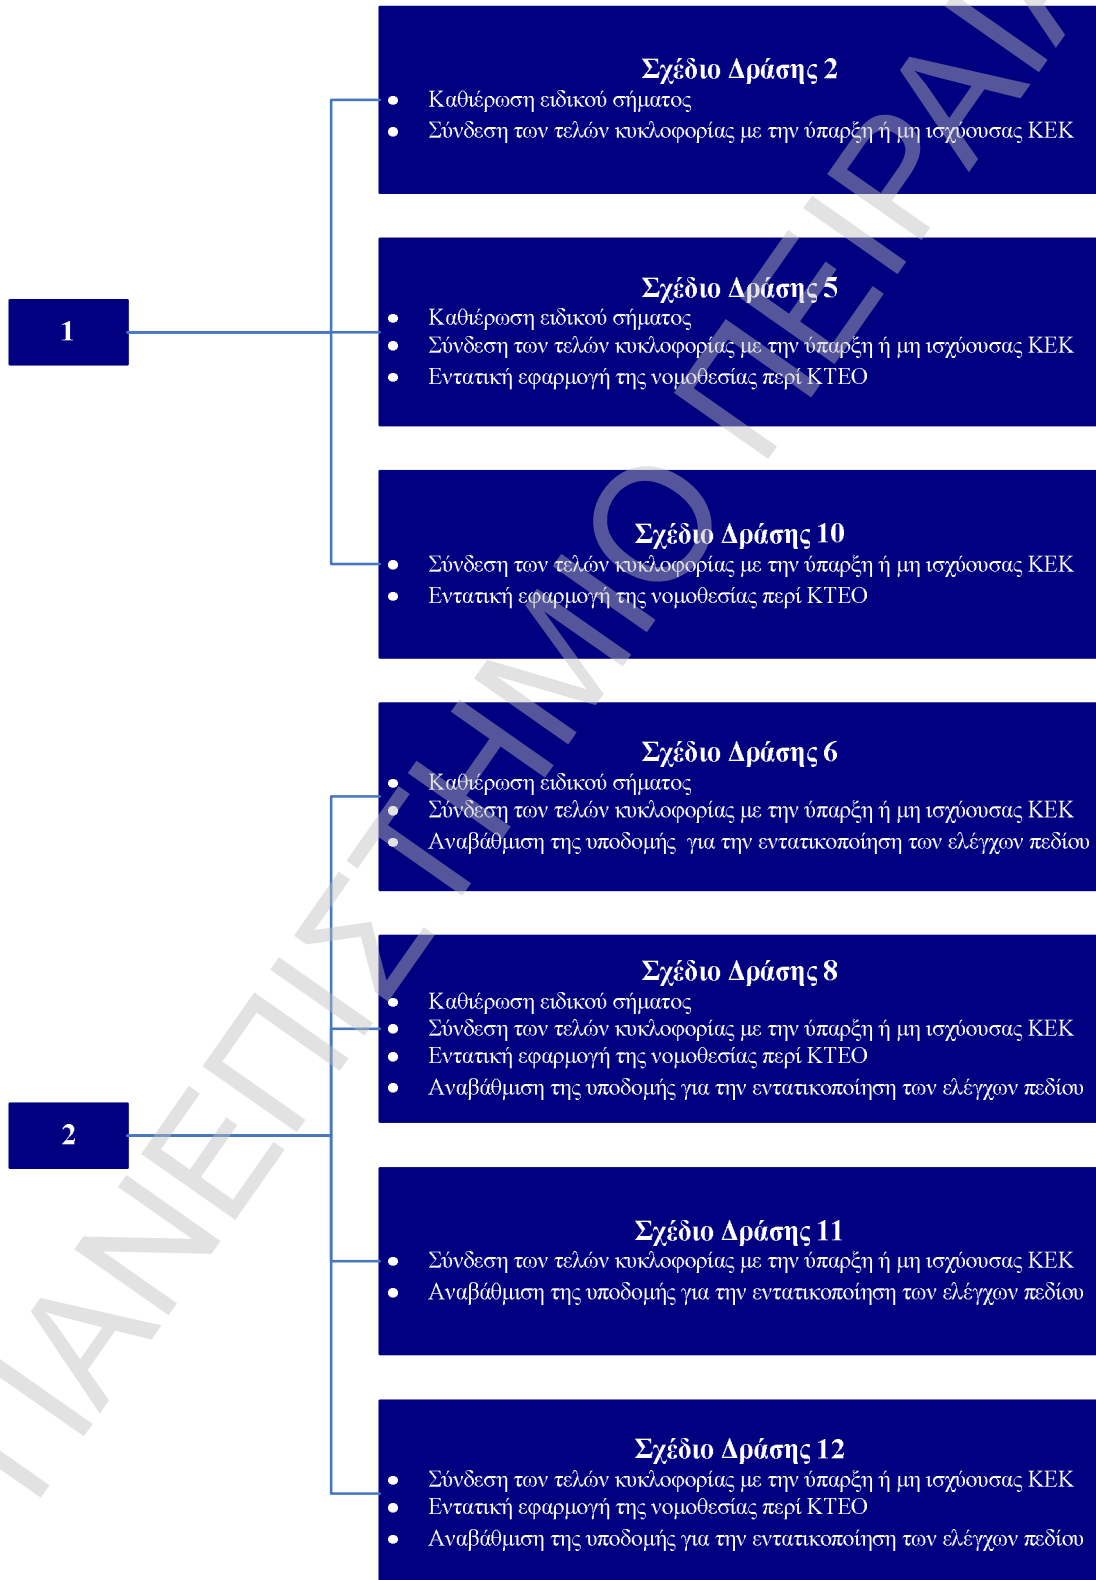 Σχέδιο Δράσης 2
• Καθιέρωση ειδικού σήματος
• Σύνδεση των τελών κυκλοφορίας με την ύπαρξη ή μη ισχύουσας ΚΕΚ
1
Σχέδιο Δράσης 5
• Καθιέρωση ειδικού σήματος
• Σύνδεση των τελών κυκλοφορίας με την ύπαρξη ή μη ισχύουσας ΚΕΚ
• Εντατική εφαρμογή της νομοθεσίας περί ΚΤΕΟ
Σχέδιο Δράσης 10
• Σύνδεση των τελών κυκλοφορίας με την ύπαρξη ή μη ισχύουσας ΚΕΚ
• Εντατική εφαρμογή της νομοθεσίας περί ΚΤΕΟ
Σχέδιο Δράσης 6
• Καθιέρωση ειδικού σήματος
• Σύνδεση των τελών κυκλοφορίας με την ύπαρξη ή μη ισχύουσας ΚΕΚ
• Αναβάθμιση της υποδομής για την εντατικοποίηση των ελέγχων πεδίου
2
Σχέδιο Δράσης 8
• Καθιέρωση ειδικού σήματος
• Σύνδεση των τελών κυκλοφορίας με την ύπαρξη ή μη ισχύουσας ΚΕΚ
• Εντατική εφαρμογή της νομοθεσίας περί ΚΤΕΟ
• Αναβάθμιση της υποδομής για την εντατικοποίηση των ελέγχων πεδίου
Σχέδιο Δράσης 11
• Σύνδεση των τελών κυκλοφορίας με την ύπαρξη ή μη ισχύουσας ΚΕΚ
• Αναβάθμιση της υποδομής για την εντατικοποίηση των ελέγχων πεδίου
Σχέδιο Δράσης 12
• Σύνδεση των τελών κυκλοφορίας με την ύπαρξη ή μη ισχύουσας ΚΕΚ
• Εντατική εφαρμογή της νομοθεσίας περί ΚΤΕΟ
• Αναβάθμιση της υποδομής για την εντατικοποίηση των ελέγχων πεδίου
ΠΑΝΕΠΙΣΤΗΜΙΟ ΠΕΙΡΑΙΑ